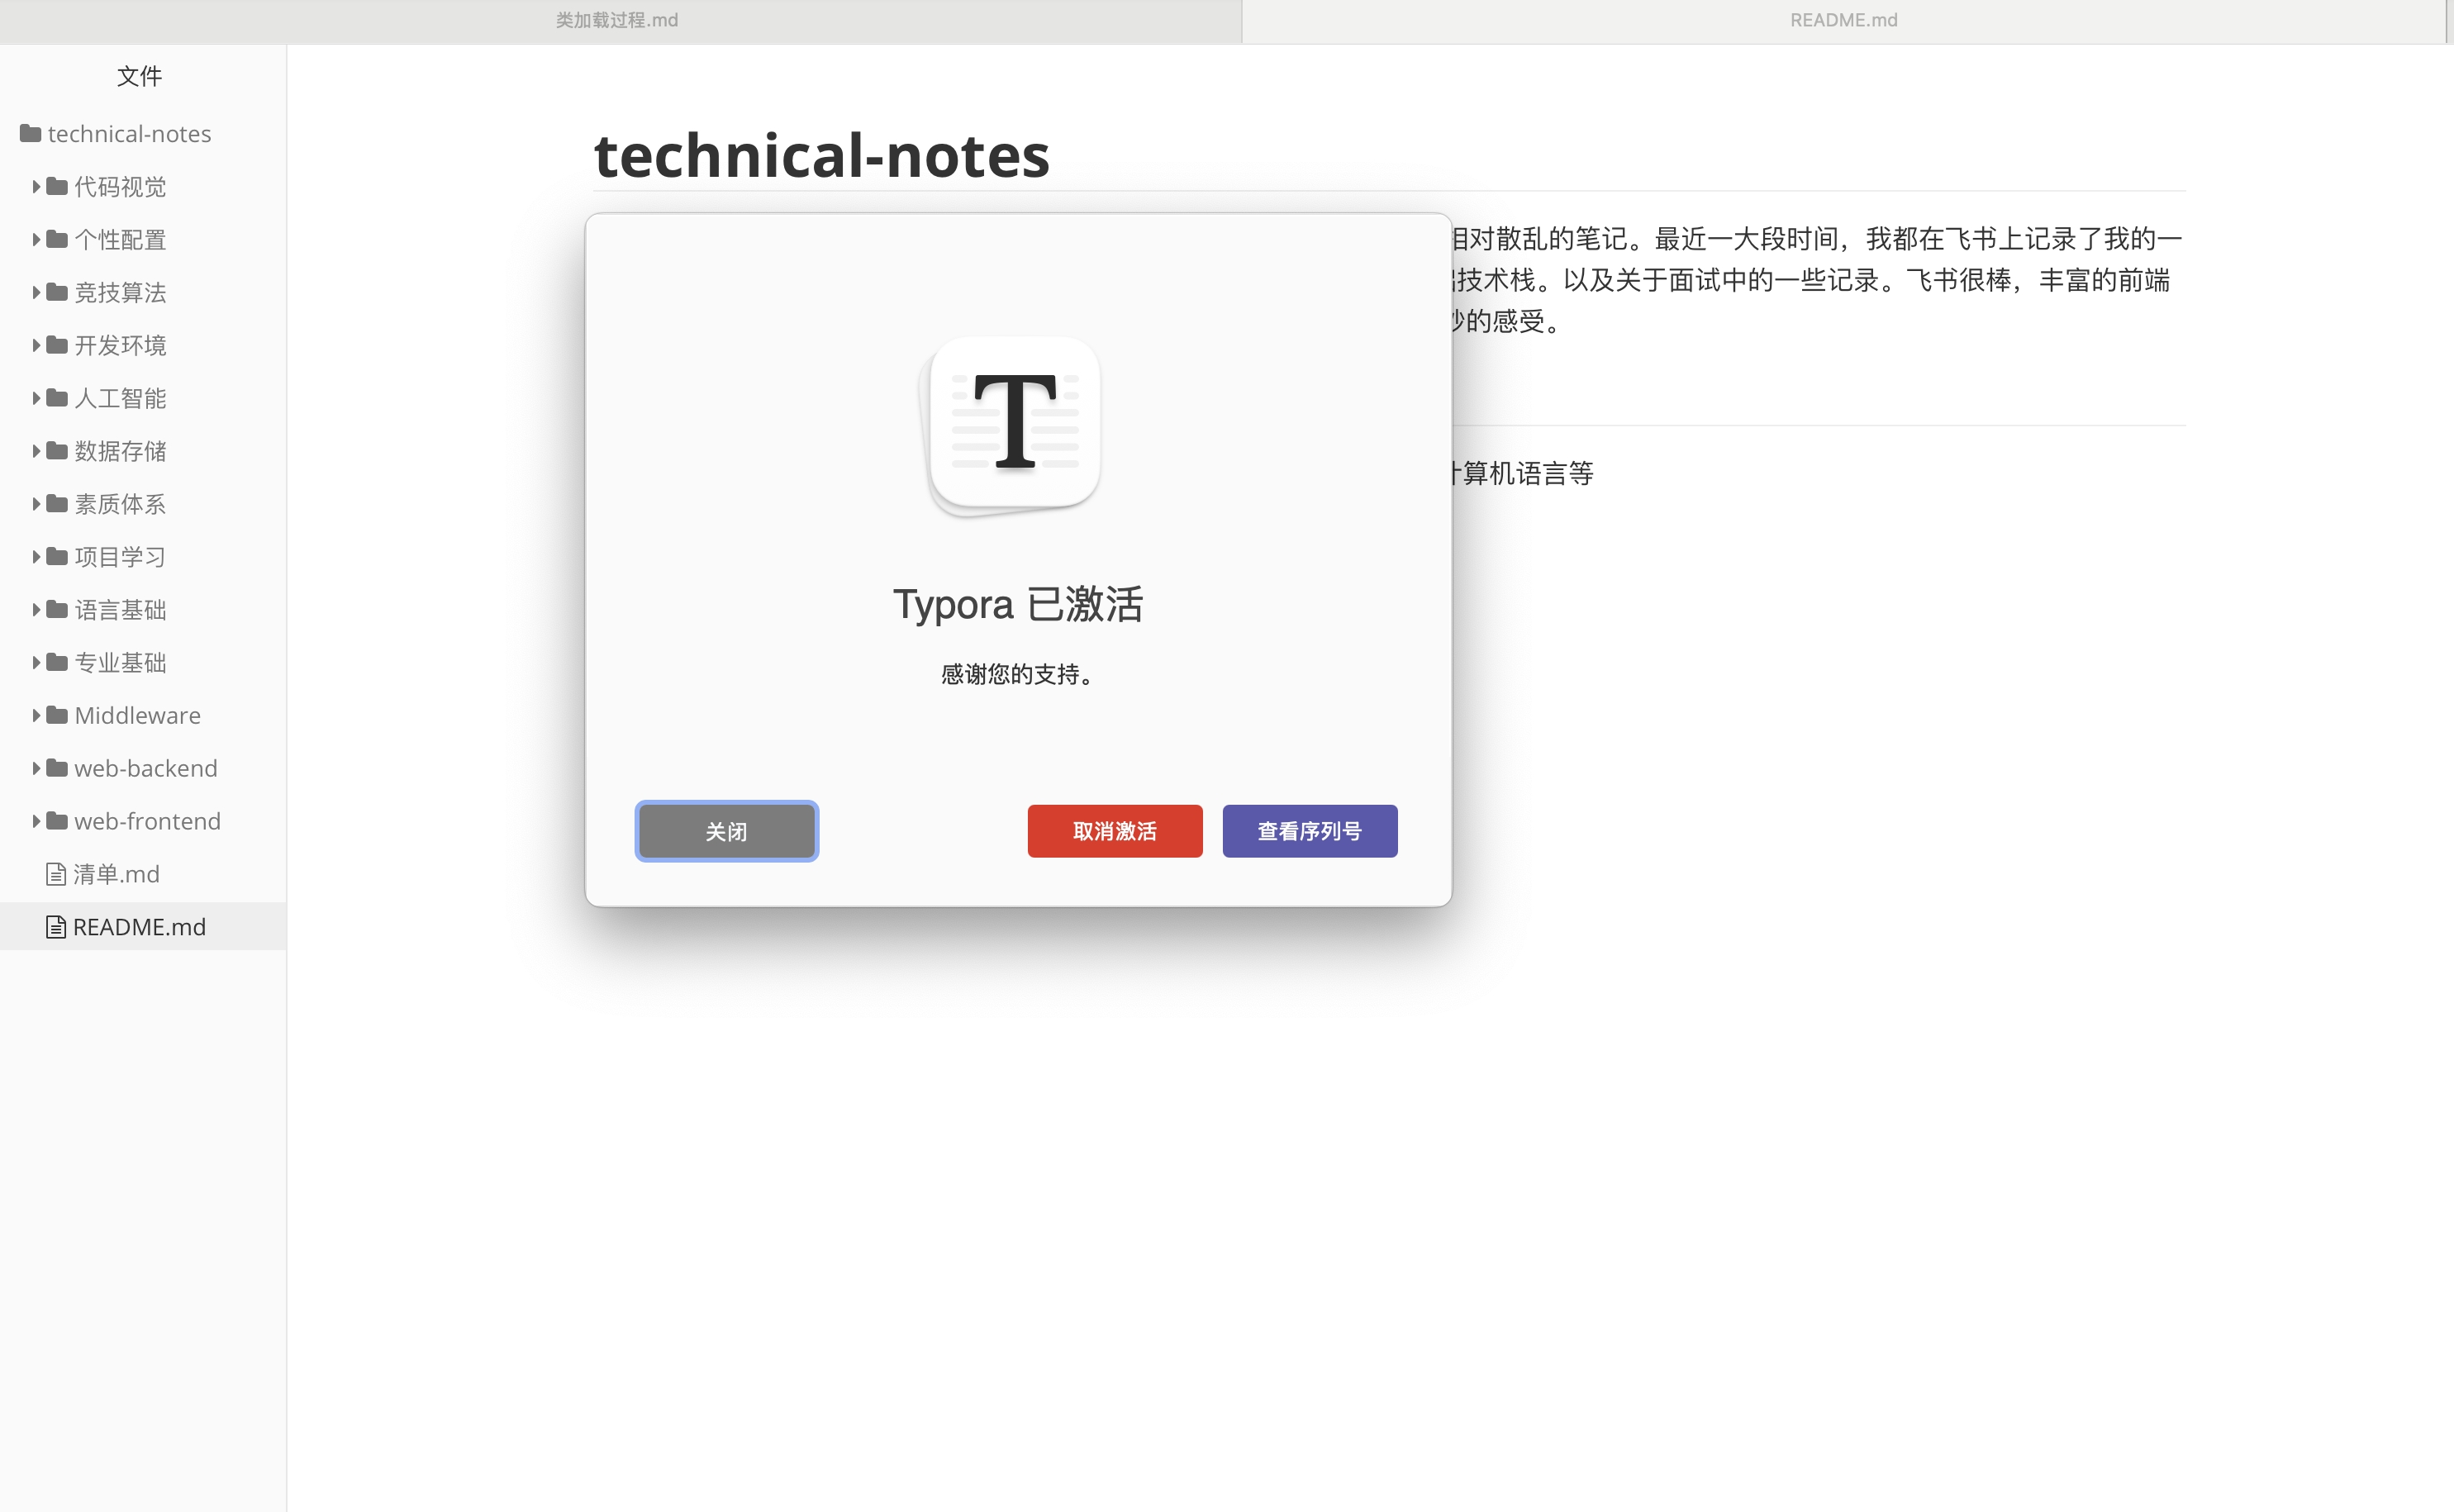 类加载过程.md
README.md
文件
technical-notes
代码视觉
个性配置
竞技算法
开发环境
人工智能
数据存储
素质体系
项目学习
语言基础
专业基础
Middleware
web-backend
web-frontend
清单.md
README.md
technical-notes
相对散乱的笔记。最近一大段时间，我都在飞书上记录了我的一
技术栈。以及关于面试中的一些记录。飞书很棒，丰富的前端
的感受。
计算机语言等
T
Typora 已激活
感谢您的支持。
关闭
取消激活
查看序列号